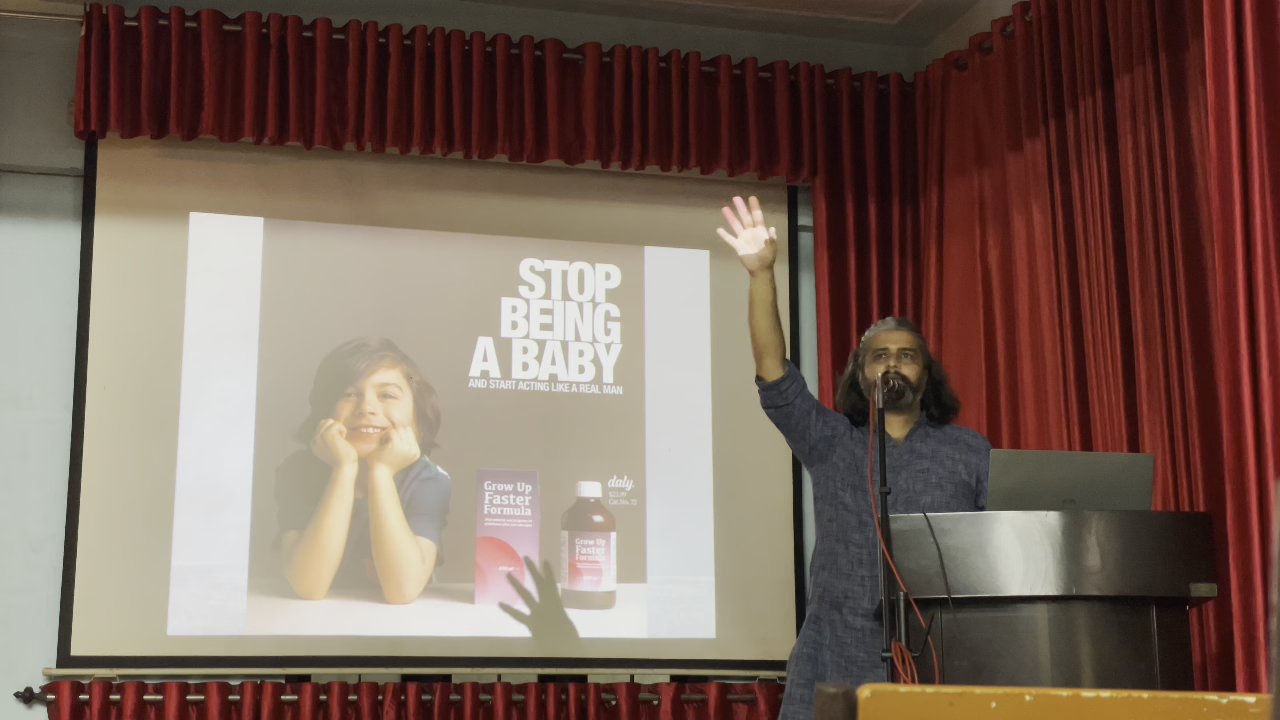 STOP
BEING
A BABY
AND START ACTING LIKE A REAL MAN
Grow Up
Faster
Formula
daly.
Grow Up
Faster
Formula